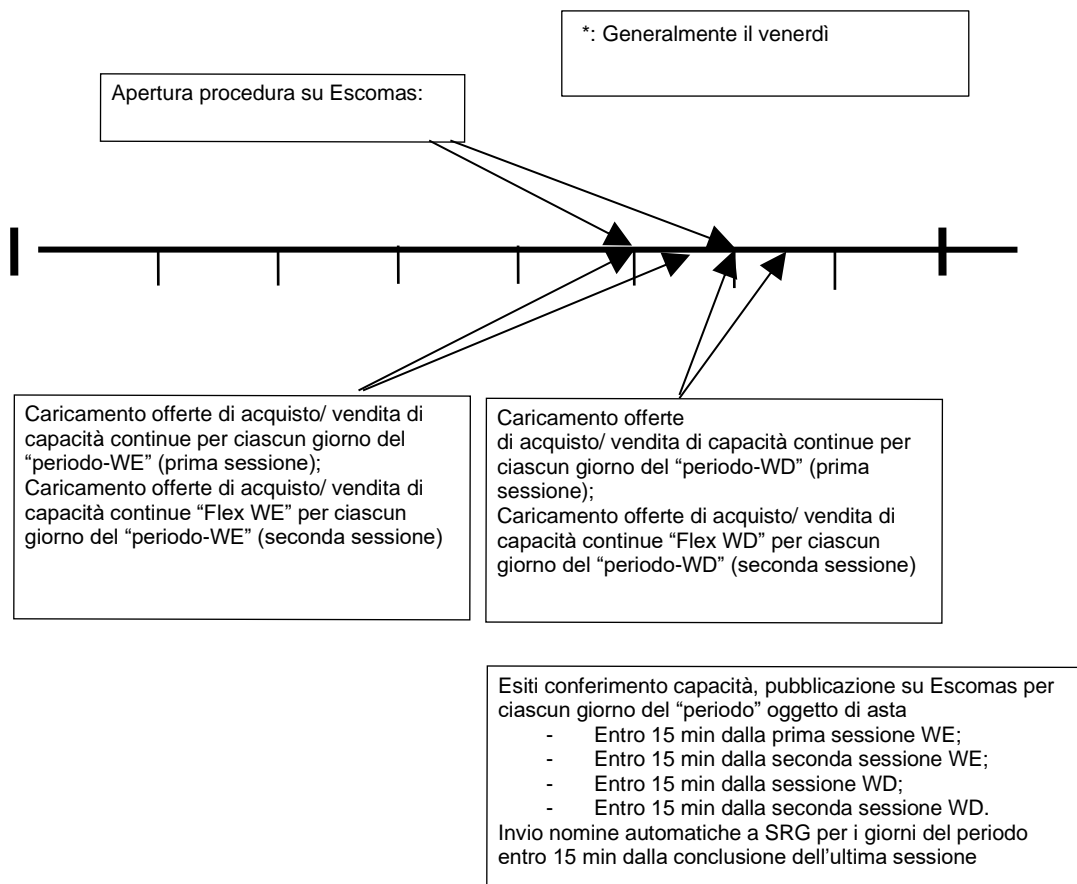 *: Generalmente il venerdì
Apertura procedura su Escomas:
Caricamento offerte di acquisto/ vendita di
capacità continue per ciascun giorno del
“periodo-WE” (prima sessione);
Caricamento offerte di acquisto/ vendita di
capacità continue “Flex WE” per ciascun
giorno del “periodo-WE” (seconda sessione)
Caricamento offerte
di acquisto/ vendita di capacità continue per
ciascun giorno del “periodo-WD” (prima
sessione);
Caricamento offerte di acquisto/ vendita di
capacità continue “Flex WD” per ciascun
giorno del “periodo-WD” (seconda sessione)
Esiti conferimento capacità, pubblicazione su Escomas per
ciascun giorno del “periodo” oggetto di asta
- Entro 15 min dalla prima sessione WE;
- Entro 15 min dalla seconda sessione WE;
- Entro 15 min dalla sessione WD;
- Entro 15 min dalla seconda sessione WD.
Invio nomine automatiche a SRG per i giorni del periodo
entro 15 min dalla conclusione dell’ultima sessione